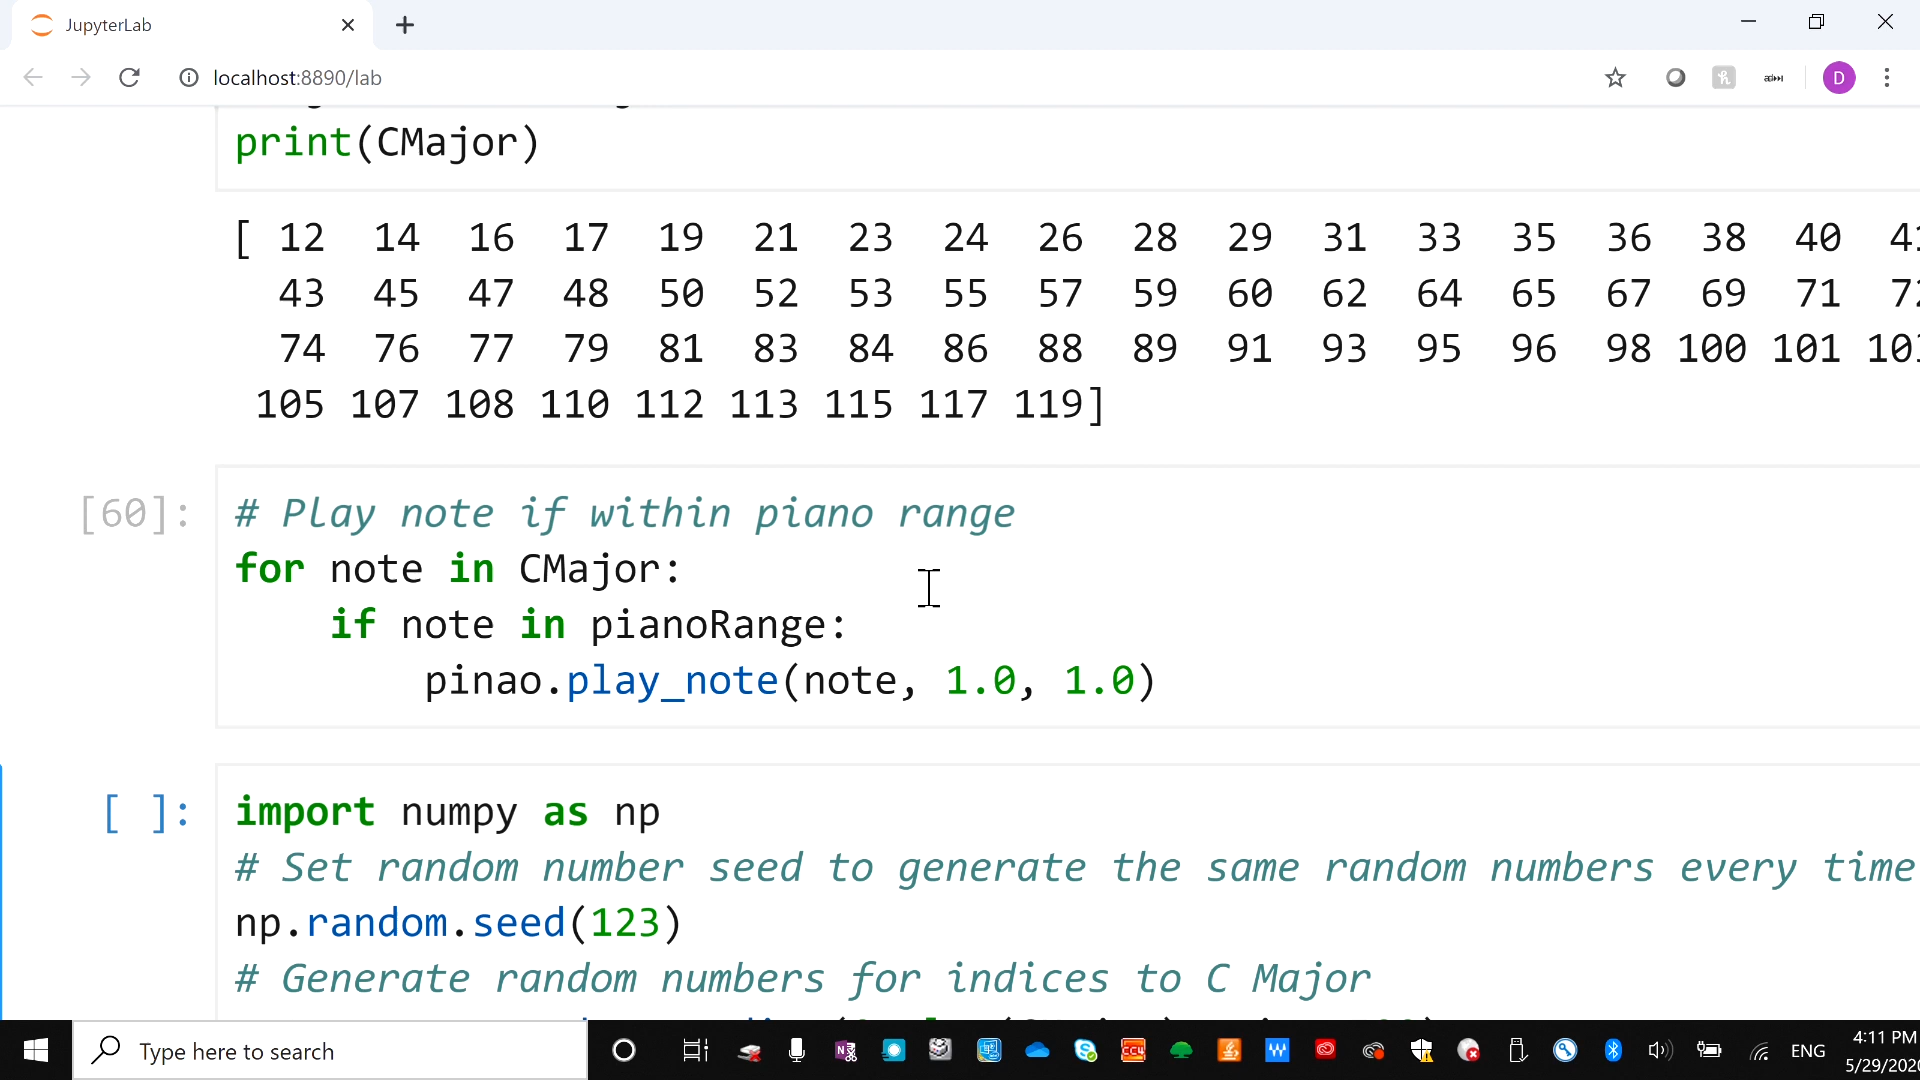 JupyterLab
localhost:8890/lab
D
print(CMajor)
[ 12 14 16 17 19 21 23 24 26 28 29 31 33 35 36 38 40
43 45 47 48 50 52 53 55 57 59 60 62 64 65 67 69 71
74 76 77 79 81 83 84 86 88 89 91 93 95 96 98 100 101
105 107 108 110 112 113 115 117 119]
[60]:
# Play note if within piano range
for note in CMajor:
if note in pianoRange:
pinao.play_note(note, 1.0, 1.0)
[ ]:
import numpy as np
# Set random number seed to generate the same random numbers every time
np.random.seed(123)
# Generate random numbers for indices to C Major
Type here to search
ENG
4:11 PM
5/29/202